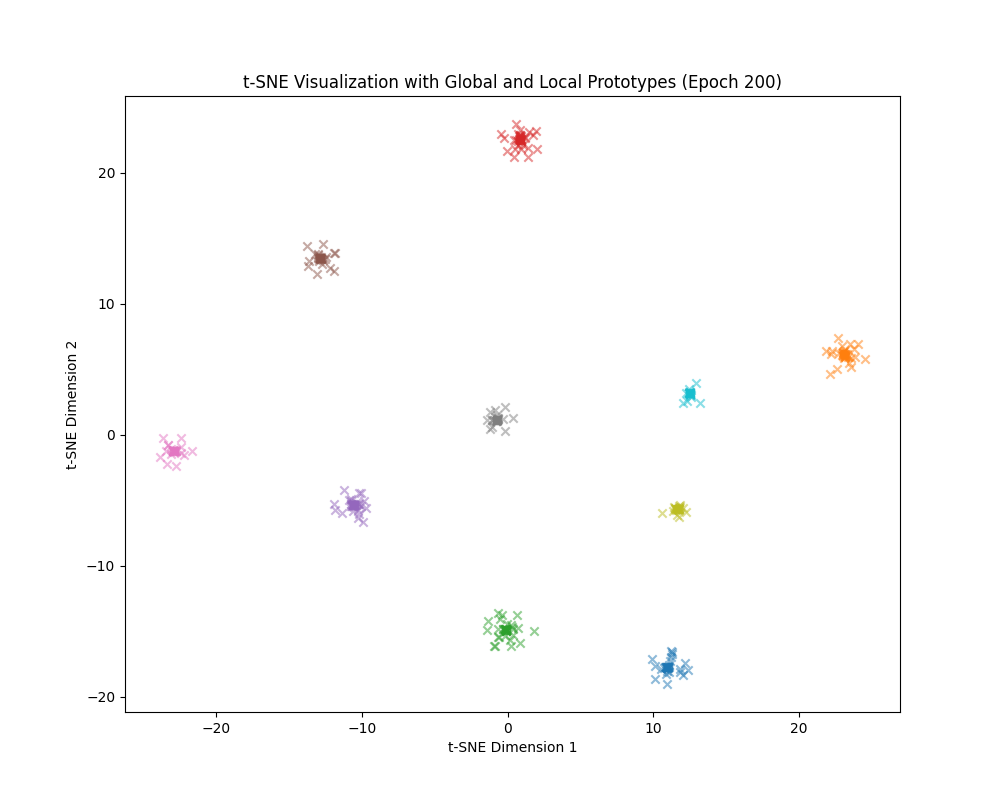 t-SNE Visualization with Global and Local Prototypes (Epoch 200)
20
10
0
−10
−20
t-SNE Dimension 2
−20 −10 0 10 20
t-SNE Dimension 1